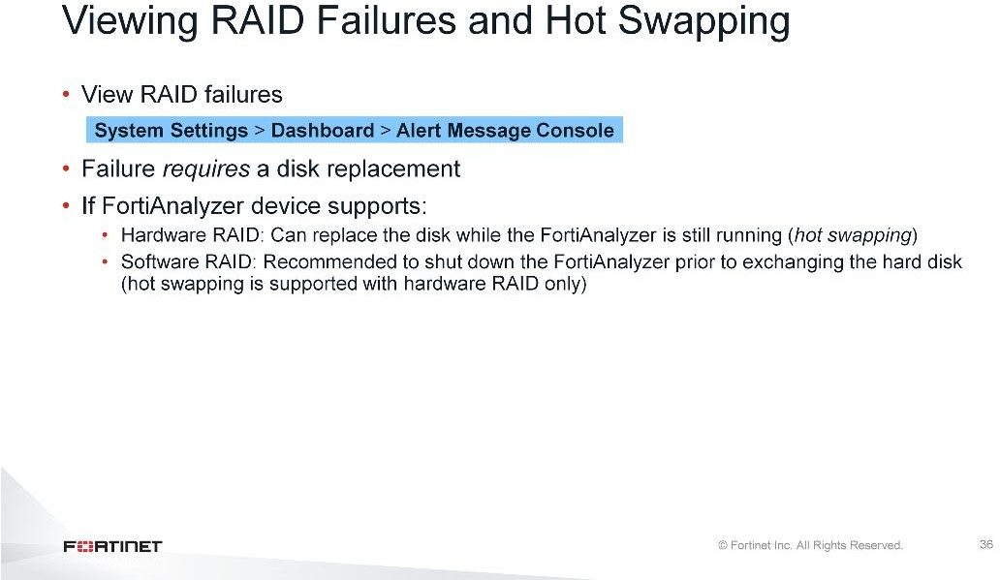 Viewing RAID Failures and Hot Swapping
• View RAID failures
System Settings > Dashboard > Alert Message Console
• Failure requires a disk replacement
• If FortiAnalyzer device supports:
• Hardware RAID: Can replace the disk while the FortiAnalyzer is still running (hot swapping)
• Software RAID: Recommended to shut down the FortiAnalyzer prior to exchanging the hard disk
(hot swapping is supported with hardware RAID only)
FORTINET
© Fortinet Inc. All Rights Reserved.
36